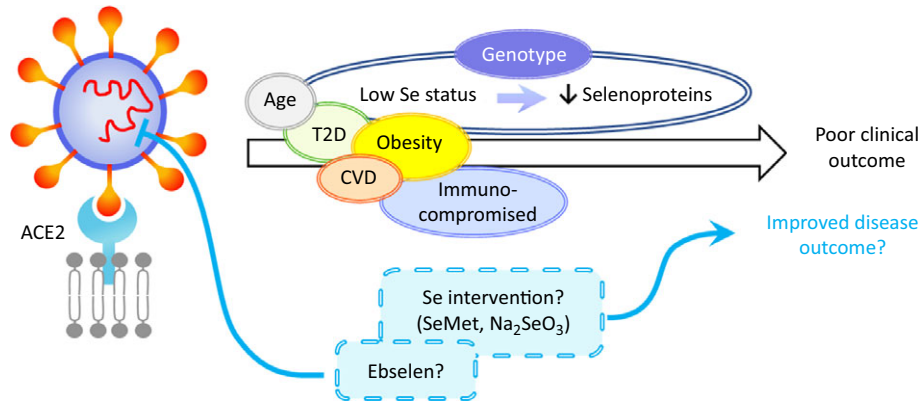 Genotype
Age
Low Se status
↓ Selenoproteins
T2D
Obesity
Poor clinical
outcome
CVD
Immuno-
compromised
ACE2
Improved disease
outcome?
Se intervention?
(SeMet, Na₂SeO₃)
Ebselen?